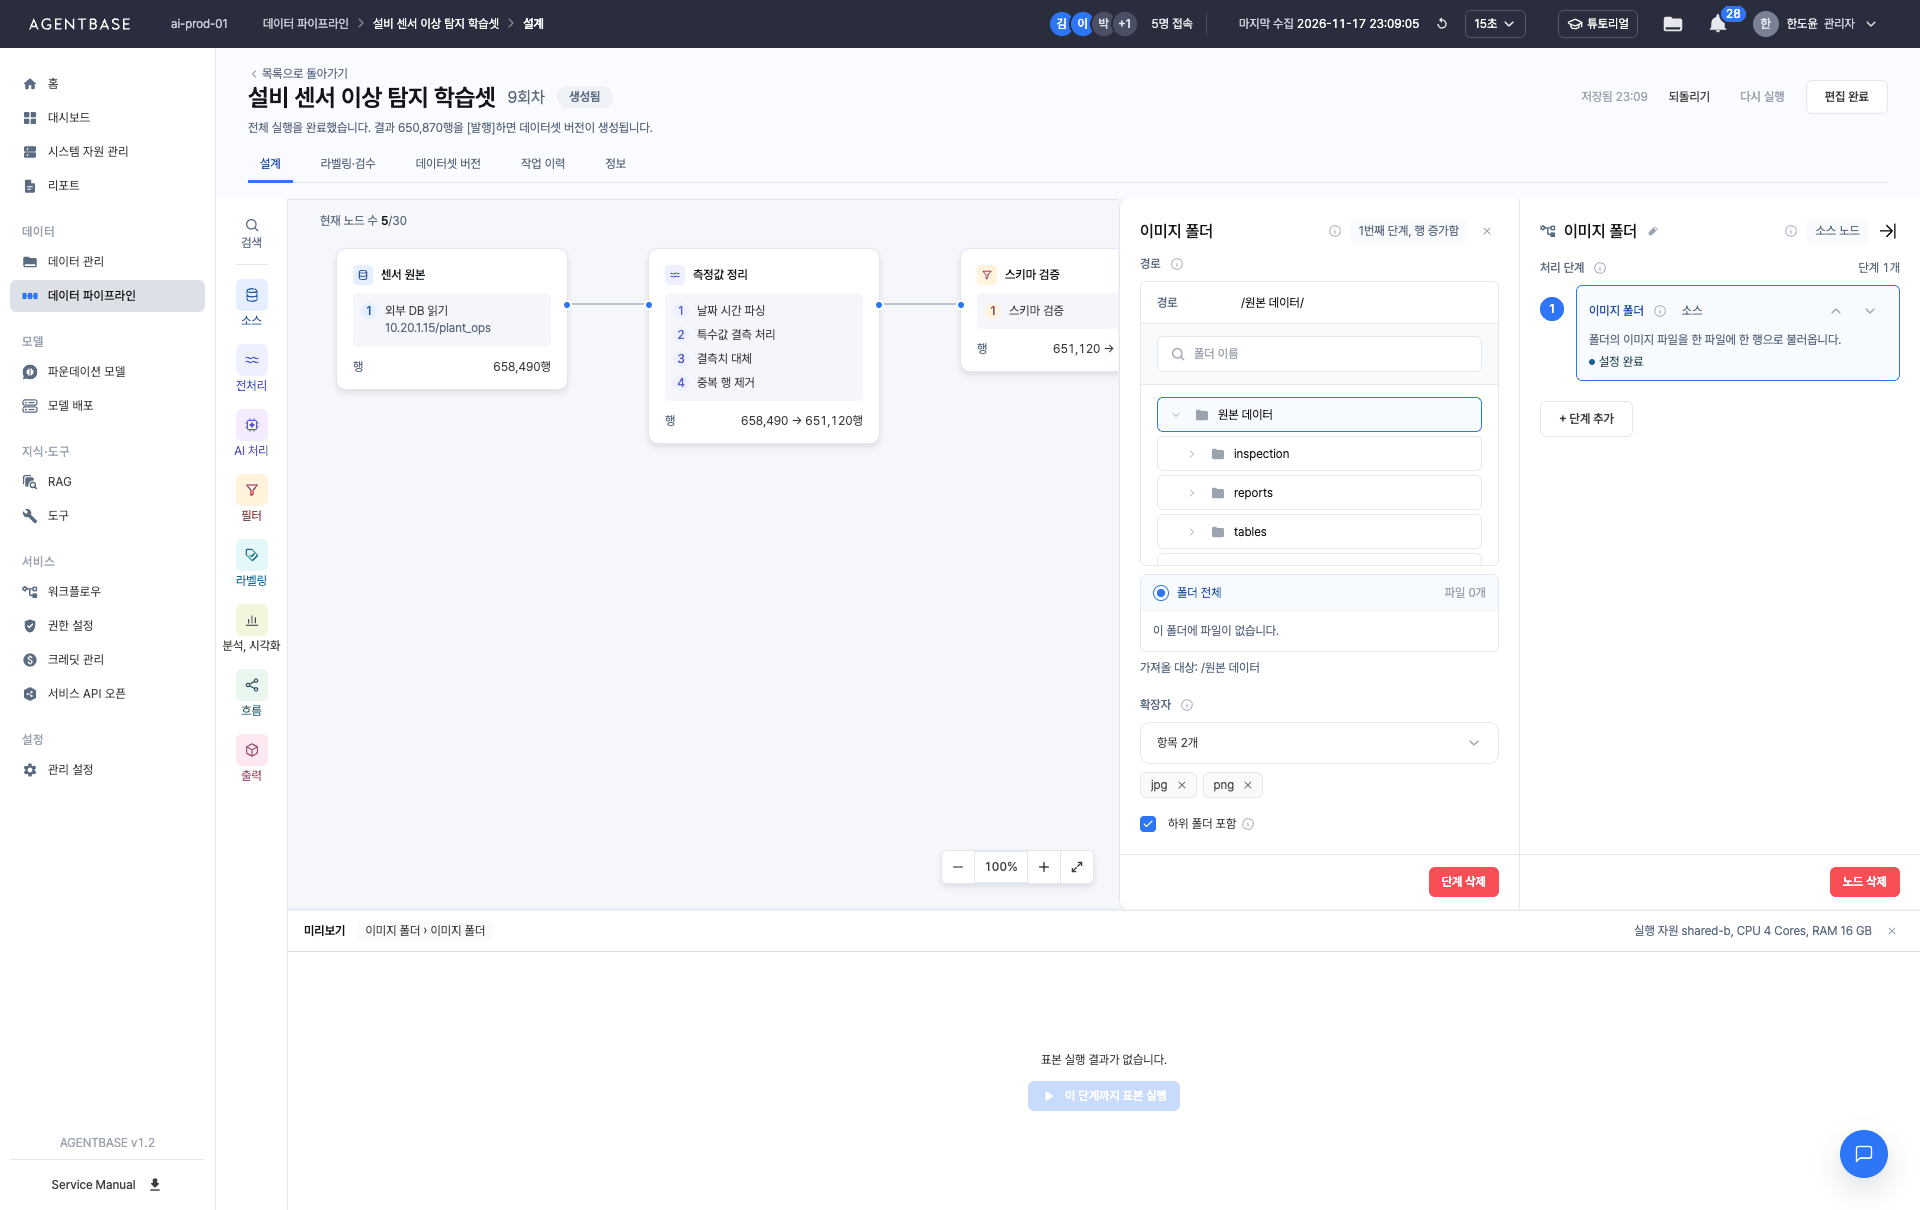 AGENTBASE
ai-prod-01
데이터 파이프라인 > 설비 센서 이상 탐지 학습셋 > 설계
김 이 박 +1 5명 접속
마지막 수집 2026-11-17 23:09:05
15초
튜토리얼
28
한 한도윤 관리자
홈
대시보드
시스템 자원 관리
리포트
데이터
데이터 관리
데이터 파이프라인
모델
파운데이션 모델
모델 배포
지식·도구
RAG
도구
서비스
워크플로우
권한 설정
크레딧 관리
서비스 API 오픈
설정
관리 설정
AGENTBASE v1.2
Service Manual
목록으로 돌아가기
설비 센서 이상 탐지 학습셋 9회차 생성됨
전체 실행을 완료했습니다. 결과 650,870행을 [발행]하면 데이터셋 버전이 생성됩니다.
저장됨 23:09 되돌리기 다시 실행 편집 완료
설계 라벨링·검수 데이터셋 버전 작업 이력 정보
검색
소스
전처리
AI 처리
필터
라벨링
분석, 시각화
흐름
출력
현재 노드 수 5/30
센서 원본
1 외부 DB 읽기
10.20.1.15/plant_ops
행 658,490행
측정값 정리
1 날짜 시간 파싱
2 특수값 결측 처리
3 결측치 대체
4 중복 행 제거
행 658,490 → 651,120행
스키마 검증
1 스키마 검증
행 651,120 →
100%
이미지 폴더
1번째 단계, 행 증가함
경로
경로 /원본 데이터/
폴더 이름
원본 데이터
inspection
reports
tables
폴더 전체 파일 0개
이 폴더에 파일이 없습니다.
가져올 대상: /원본 데이터
확장자
항목 2개
jpg png
하위 폴더 포함
단계 삭제
이미지 폴더
소스 노드
처리 단계 단계 1개
1 이미지 폴더 소스
폴더의 이미지 파일을 한 파일에 한 행으로 불러옵니다.
설정 완료
+ 단계 추가
노드 삭제
미리보기 이미지 폴더 › 이미지 폴더
실행 자원 shared-b, CPU 4 Cores, RAM 16 GB
표본 실행 결과가 없습니다.
이 단계까지 표본 실행